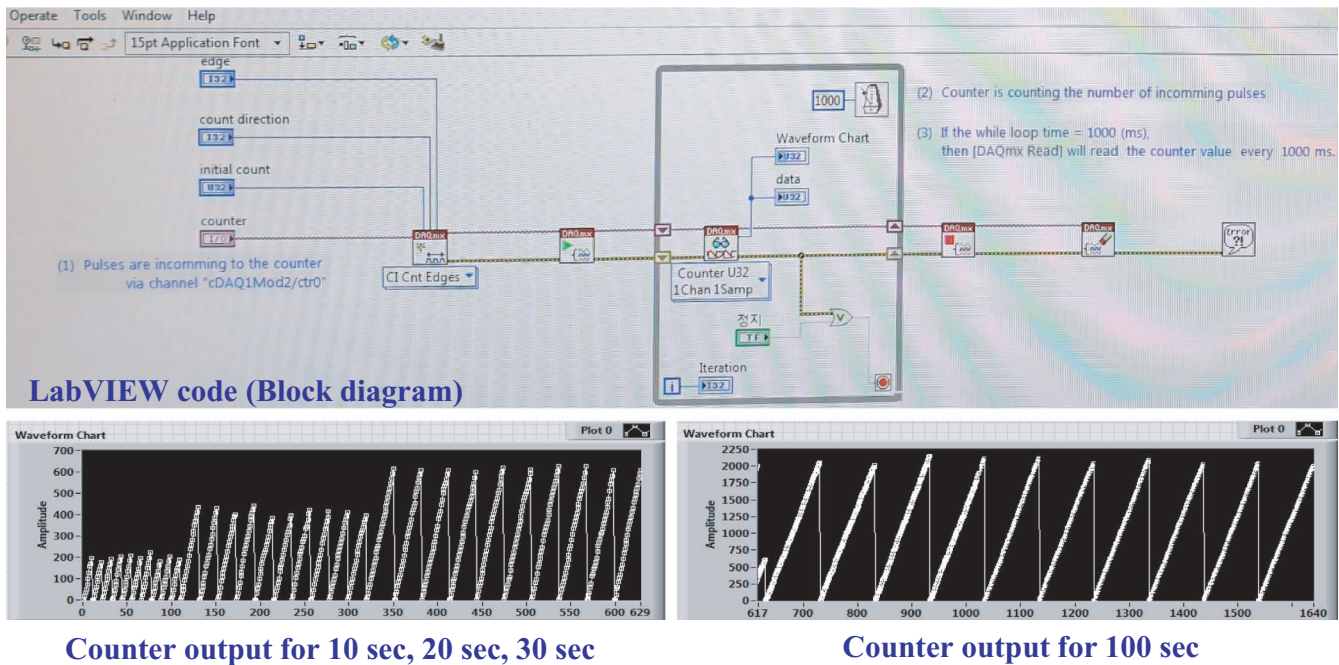 Operate Tools Window Help
15pt Application Font
edge
I32
count direction
I32
initial count
U32
counter
I/O
(1) Pulses are incomming to the counter
via channel "cDAQ1Mod2/ctr0"
DAQmx
CI Cnt Edges
DAQmx
1000
Waveform Chart
U32
data
U32
DAQmx
Counter U32
1Chan 1Samp
정지
TF
Iteration
i
I32
(2) Counter is counting the number of incomming pulses
(3) If the while loop time = 1000 (ms),
then [DAQmx Read] will read the counter value every 1000 ms.
DAQmx
DAQmx
Error
?!
LabVIEW code (Block diagram)
Waveform Chart
Plot 0
Amplitude
700
600
500
400
300
200
100
0
0 50 100 150 200 250 300 350 400 450 500 550 600 629
Counter output for 10 sec, 20 sec, 30 sec
Waveform Chart
Plot 0
Amplitude
2250
2000
1750
1500
1250
1000
750
500
250
0
617 700 800 900 1000 1100 1200 1300 1400 1500 1640
Counter output for 100 sec